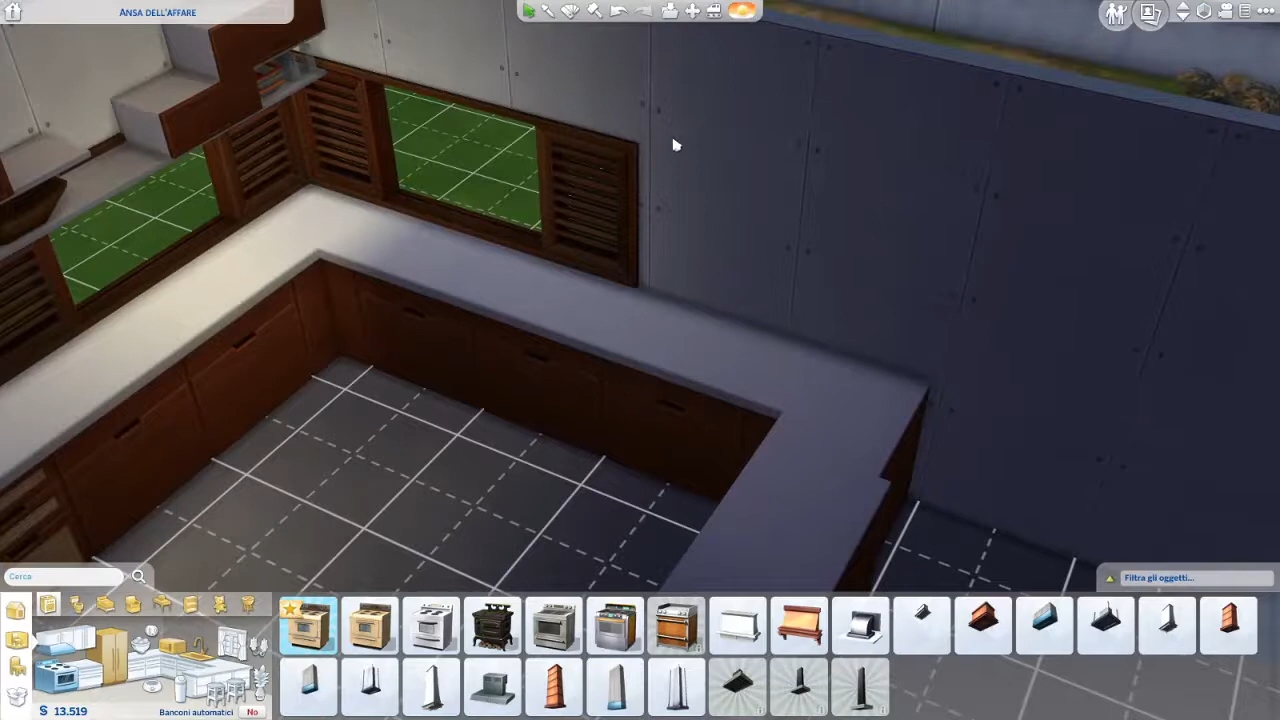 ANSA DELL'AFFARE
Cerca
Filtra gli oggetti...
§ 13.519
Banconi automatici No